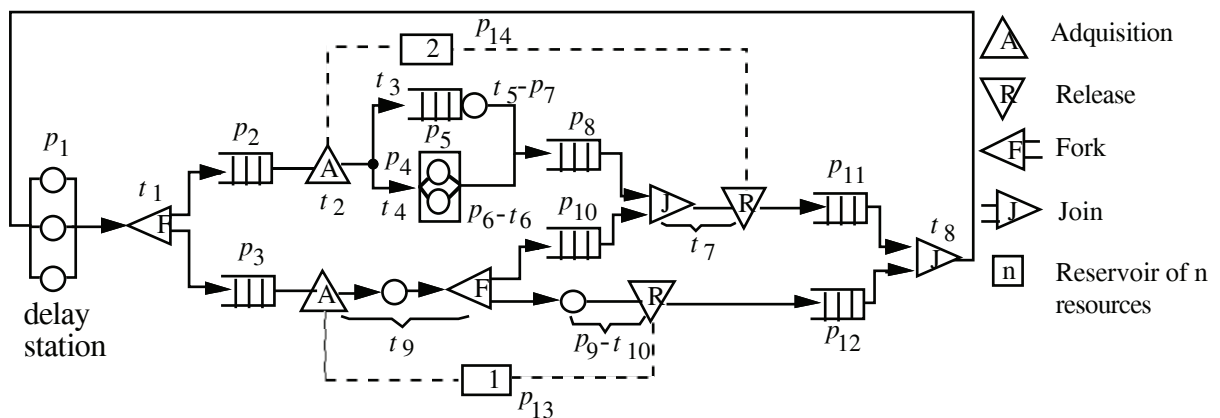 p14
2
A Adquisition
t3
t5-p7
R Release
p1
p2
p5
p8
F Fork
A
p4
t1
t2
t4
p6-t6
p10
J
R
p11
F
t7
t8
J
J Join
p3
A
F
R
n Reservoir of n
resources
delay
station
t9
p9-t10
p12
1
p13